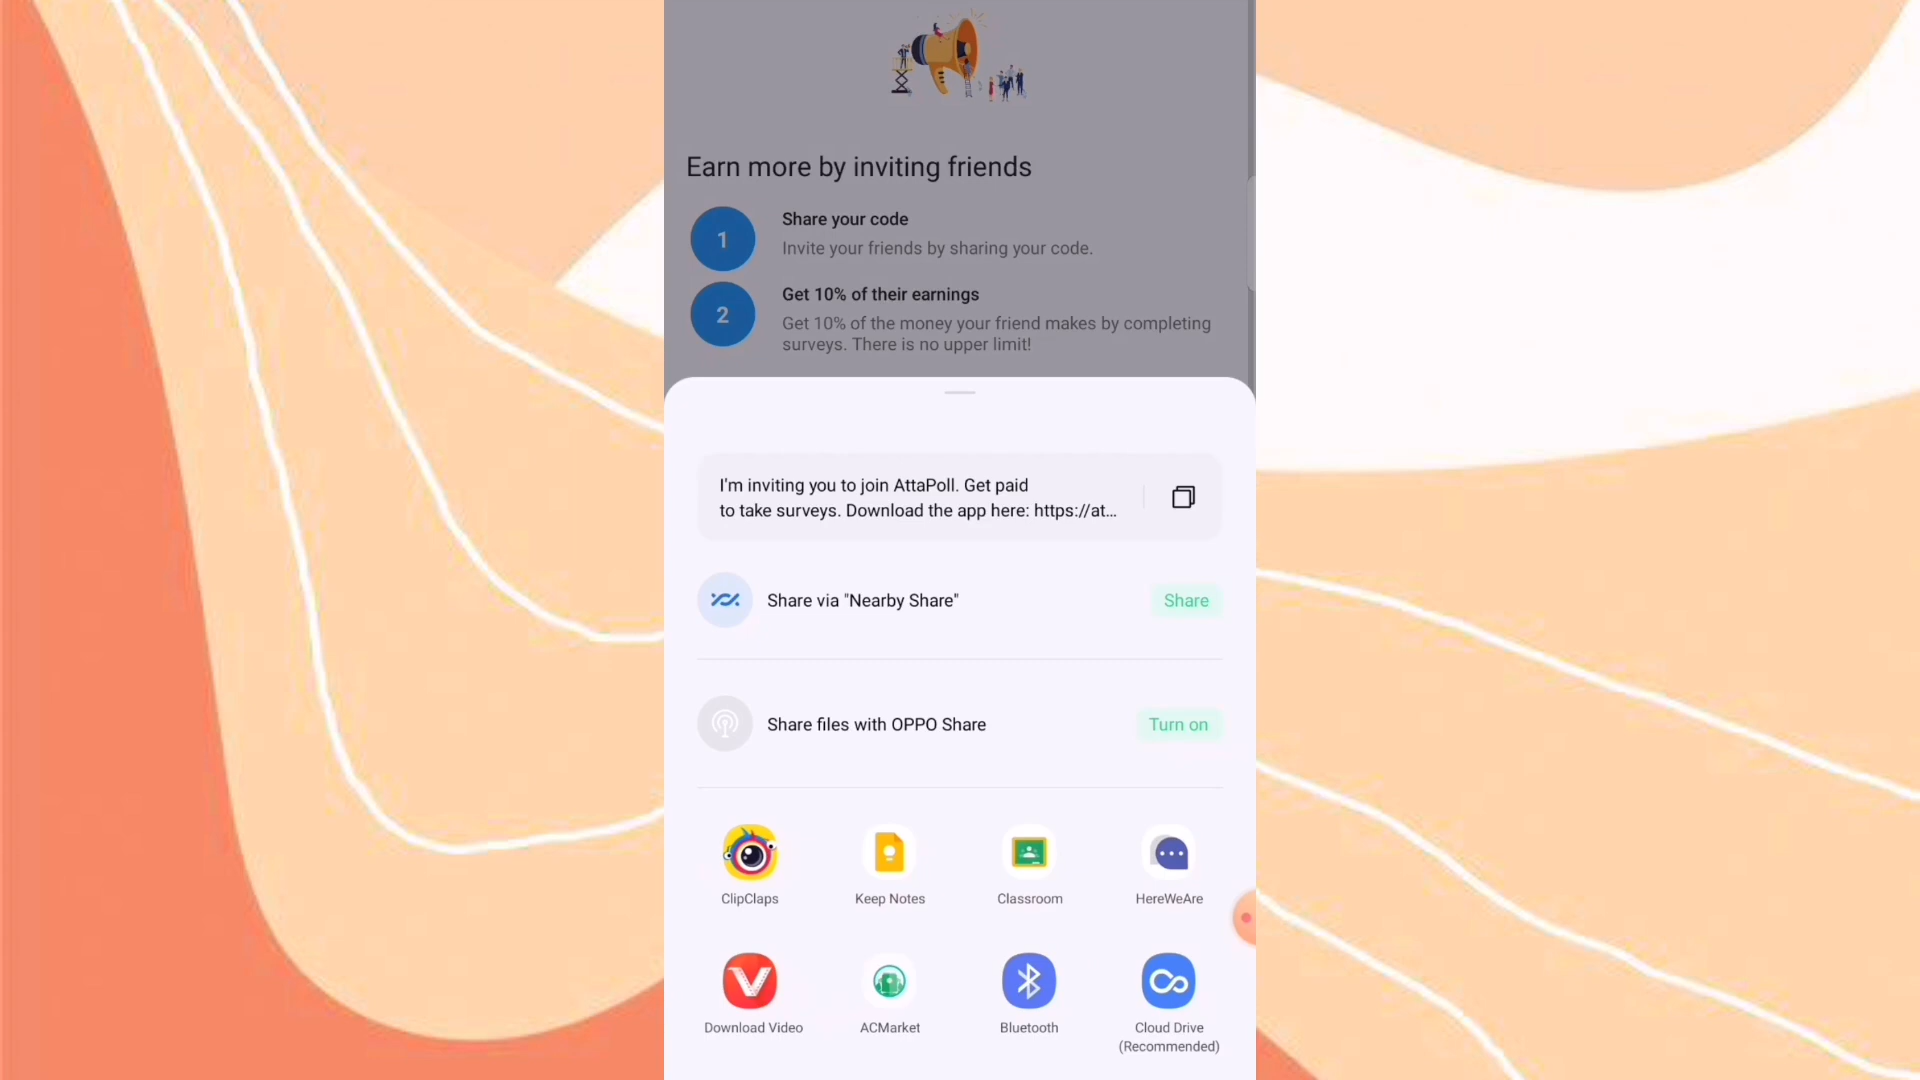 Earn more by inviting friends
1
Share your code
Invite your friends by sharing your code.
2
Get 10% of their earnings
Get 10% of the money your friend makes by completing
surveys. There is no upper limit!
I'm inviting you to join AttaPoll. Get paid
to take surveys. Download the app here: https://at...
Share via "Nearby Share"
Share
Share files with OPPO Share
Turn on
ClipClaps
Keep Notes
Classroom
HereWeAre
Download Video
ACMarket
Bluetooth
Cloud Drive
(Recommended)